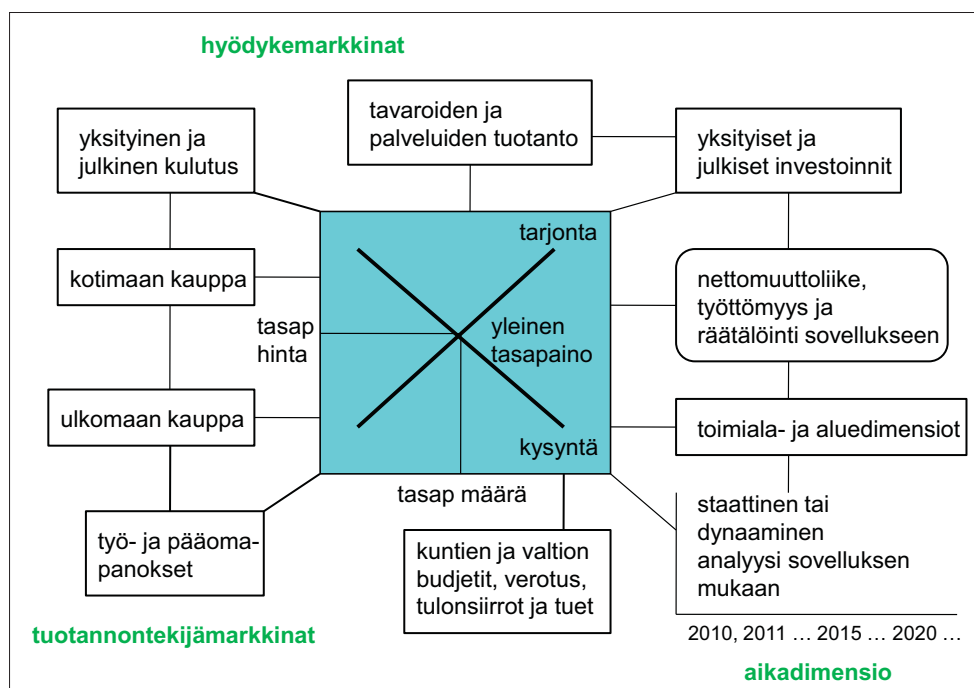 hyödykemarkkinat
yksityinen ja
julkinen kulutus
tavaroiden ja
palveluiden tuotanto
yksityiset ja
julkiset investoinnit
kotimaan kauppa
tarjonta
nettomuuttoliike,
työttömyys ja
räätälöinti sovellukseen
tasap
hinta
yleinen
tasapaino
ulkomaan kauppa
kysyntä
toimiala- ja aluedimensiot
tasap määrä
työ- ja pääoma-
panokset
kuntien ja valtion
budjetit, verotus,
tulonsiirrot ja tuet
staattinen tai
dynaaminen
analyysi sovelluksen
mukaan
2010, 2011 … 2015 … 2020 …
tuotannontekijämarkkinat
aikadimensio